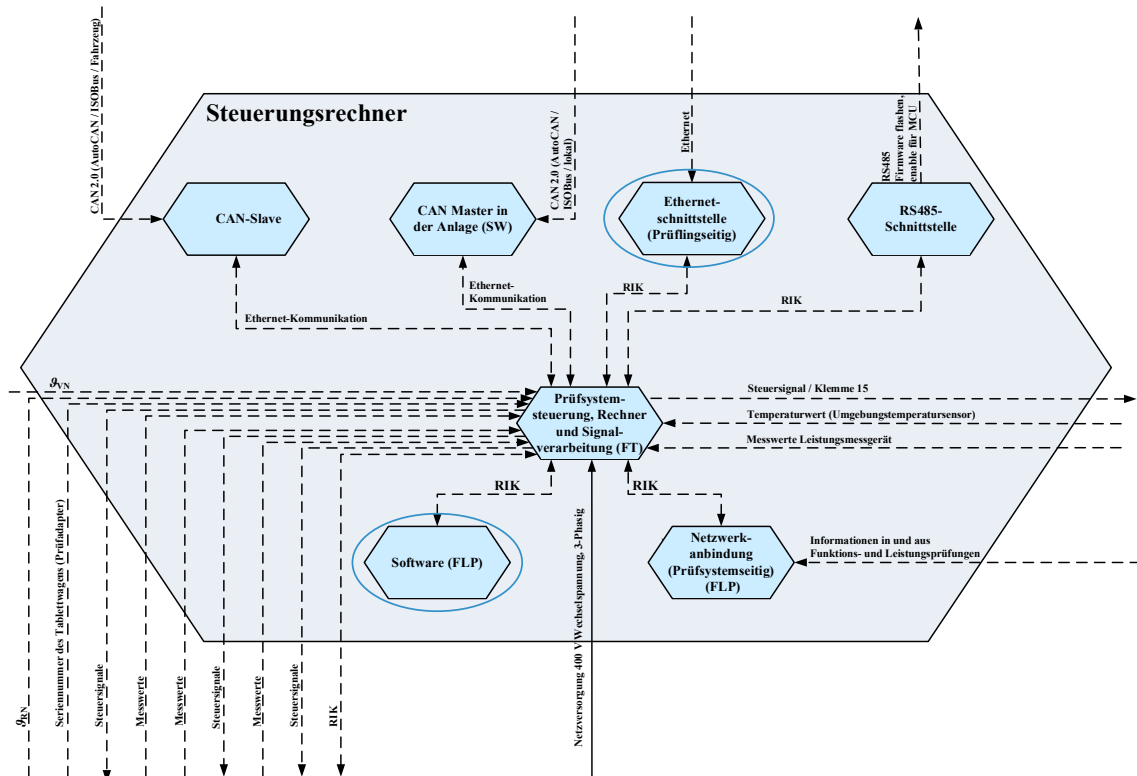 CAN 2.0 (AutoCAN / ISOBus / Fahrzeug)
Steuerungsrechner
CAN-Slave
CAN Master in
der Anlage (SW)
CAN 2.0 (AutoCAN /
ISOBus / lokal)
Ethernet
Ethernet-
schnittstelle
(Prüflingseitig)
RS485
Firmware flashen,
enable für MCU
RS485-
Schnittstelle
Ethernet-Kommunikation
Ethernet-
Kommunikation
RIK
RIK
ϑVN
Prüfsystem-
steuerung, Rechner
und Signal-
verarbeitung (FT)
Steuersignal / Klemme 15
Temperaturwert (Umgebungstemperatursensor)
Messwerte Leistungsmessgerät
RIK
RIK
Software (FLP)
Netzwerk-
anbindung
(Prüfsystemseitig)
(FLP)
Informationen in und aus
Funktions- und Leistungsprüfungen
ϑRN
Seriennummer des Tablettwagens (Prüfadapter)
Steuersignale
Messwerte
Messwerte
Steuersignale
Messwerte
Steuersignale
RIK
Netzversorgung 400 V Wechselspannung, 3-Phasig